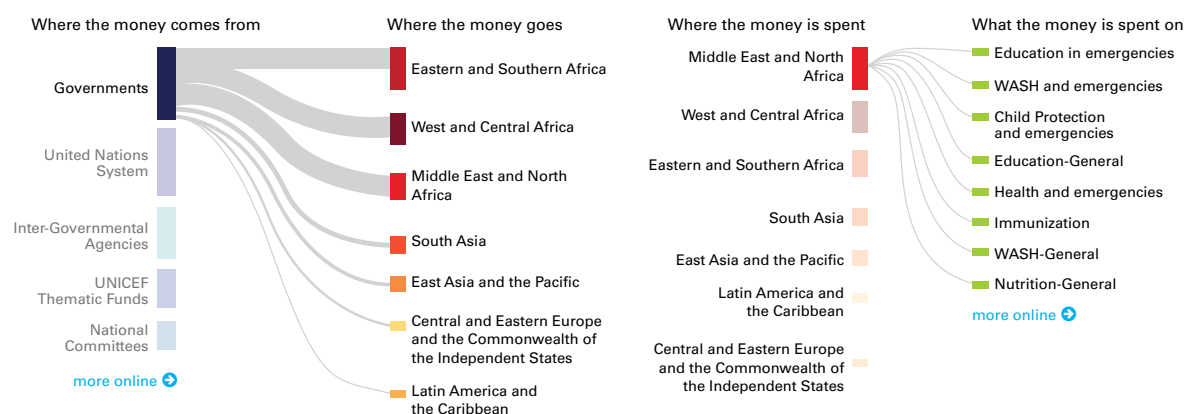 Where the money comes from
Governments
United Nations
System
Inter-Governmental
Agencies
UNICEF
Thematic Funds
National
Committees
more online
Where the money goes
Eastern and Southern Africa
West and Central Africa
Middle East and North
Africa
South Asia
East Asia and the Pacific
Central and Eastern Europe
and the Commonwealth of
the Independent States
Latin America and
the Caribbean
Where the money is spent
Middle East and North
Africa
West and Central Africa
Eastern and Southern Africa
South Asia
East Asia and the Pacific
Latin America and
the Caribbean
Central and Eastern Europe
and the Commonwealth of
the Independent States
What the money is spent on
Education in emergencies
WASH and emergencies
Child Protection
and emergencies
Education-General
Health and emergencies
Immunization
WASH-General
Nutrition-General
more online